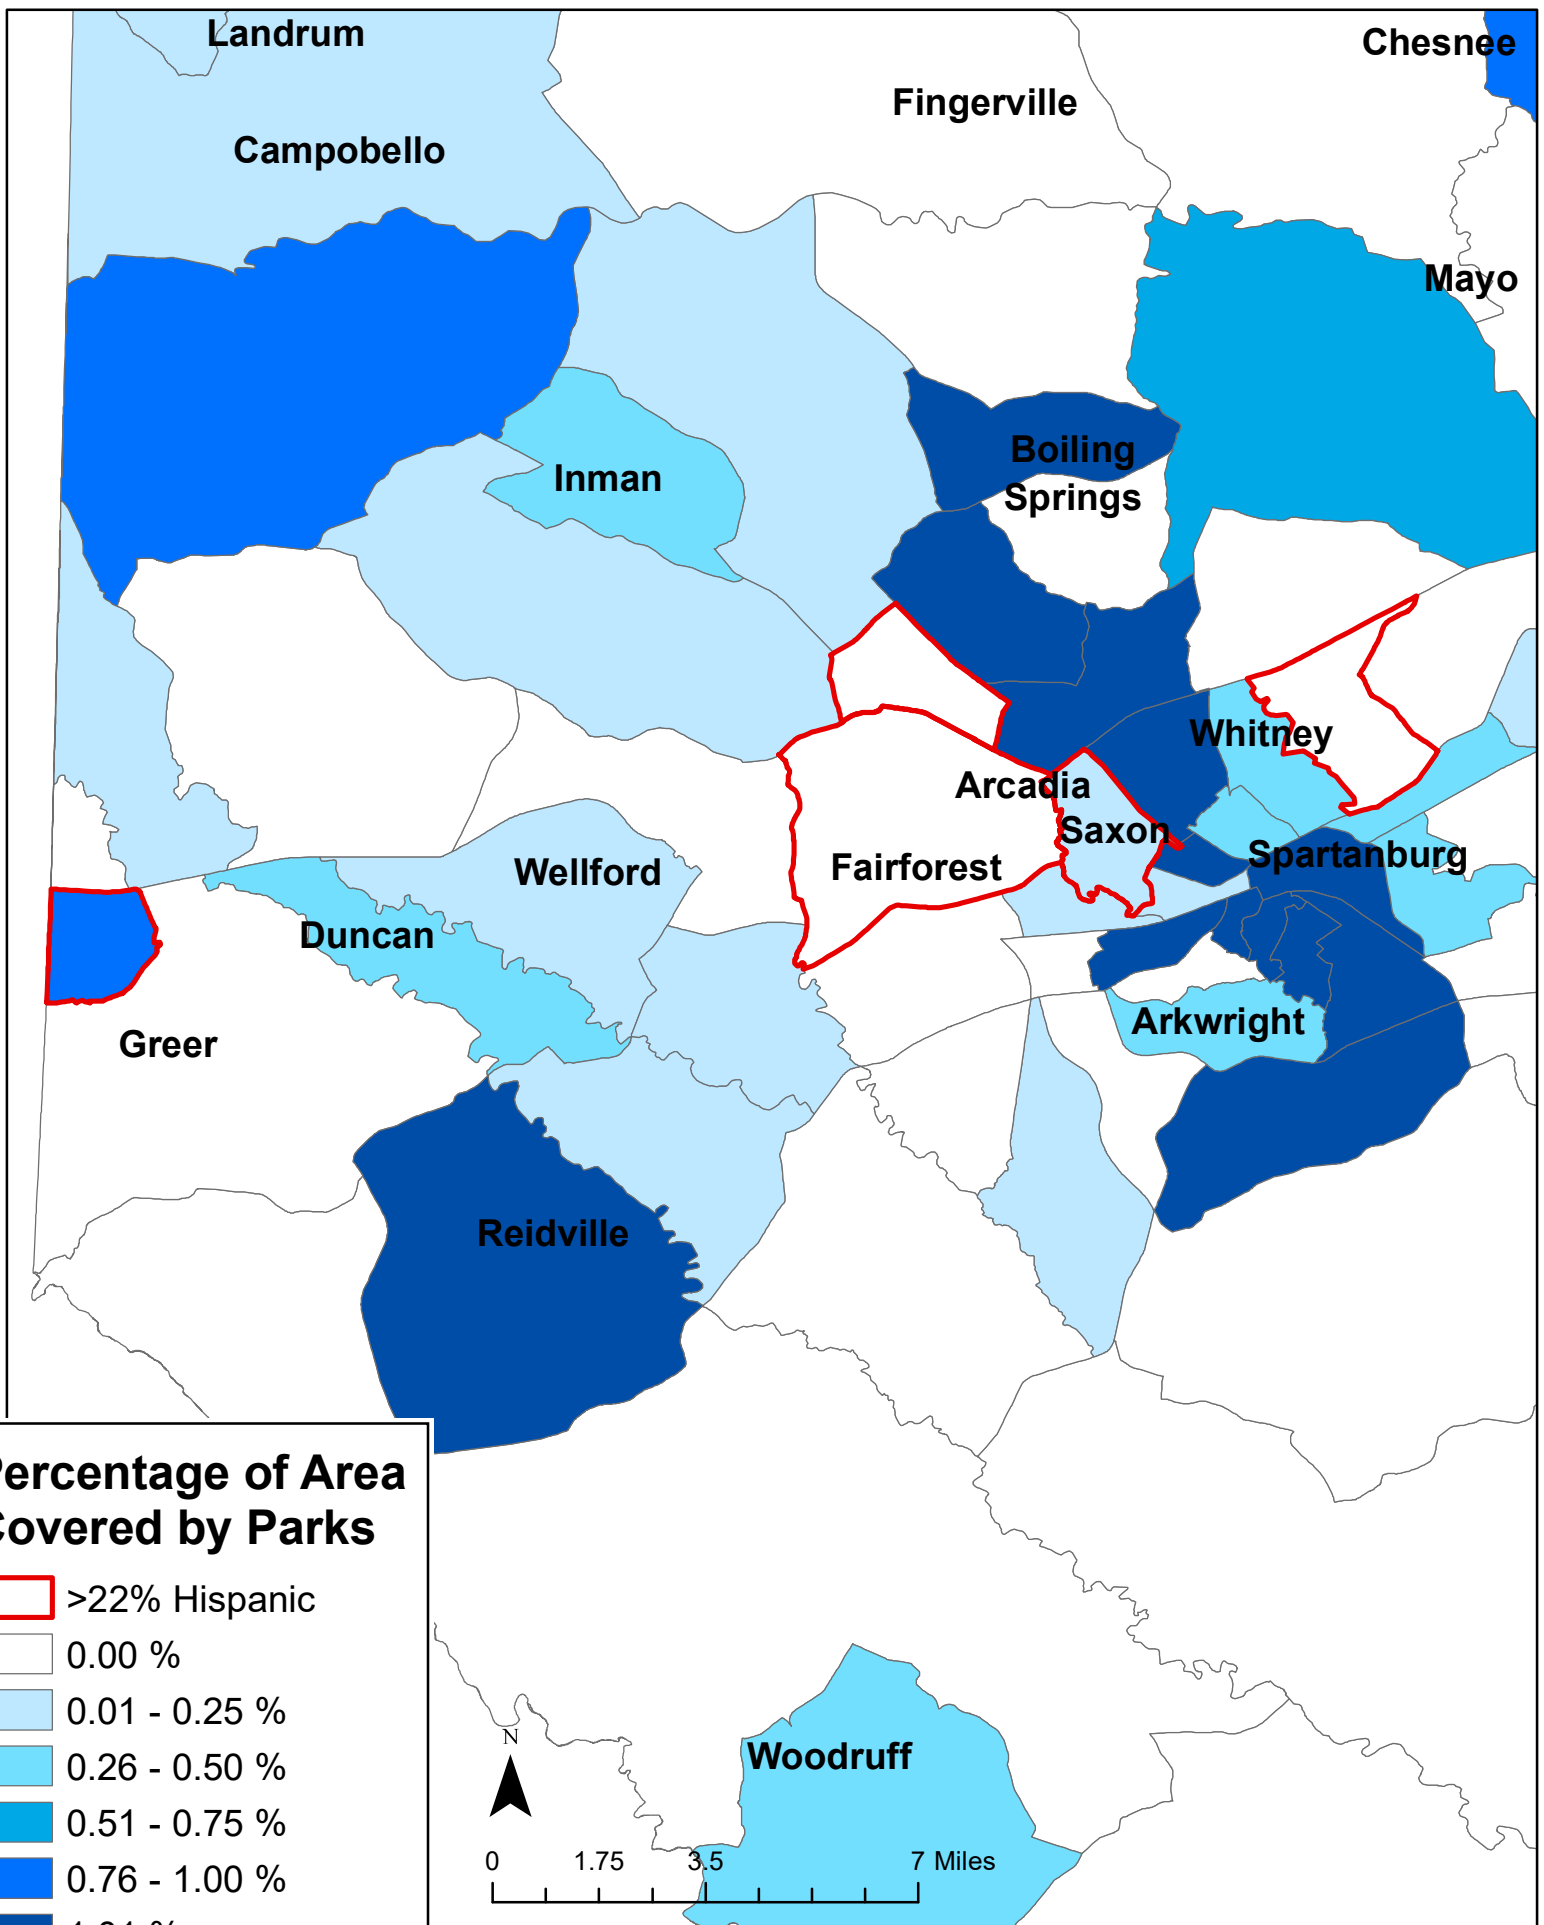 Landrum
Chesnee
Fingerville
Campobello
Mayo
Boiling
Springs
Inman
Whitney
Arcadia
Saxon
Spartanburg
Fairforest
Wellford
Duncan
Arkwright
Greer
Reidville
Percentage of Area
Covered by Parks
>22% Hispanic
0.00 %
0.01 - 0.25 %
0.26 - 0.50 %
0.51 - 0.75 %
0.76 - 1.00 %
N
Woodruff
0 1.75 3.5 7 Miles